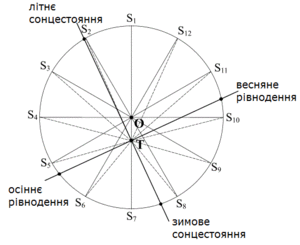 літнє
сонцестояння
S₁
S₂
S₁₂
S₃
S₁₁
весняне
рівнодення
S₄
O
S₁₀
T
S₅
S₉
осіннє
рівнодення
S₆
S₇
S₈
зимове
сонцестояння